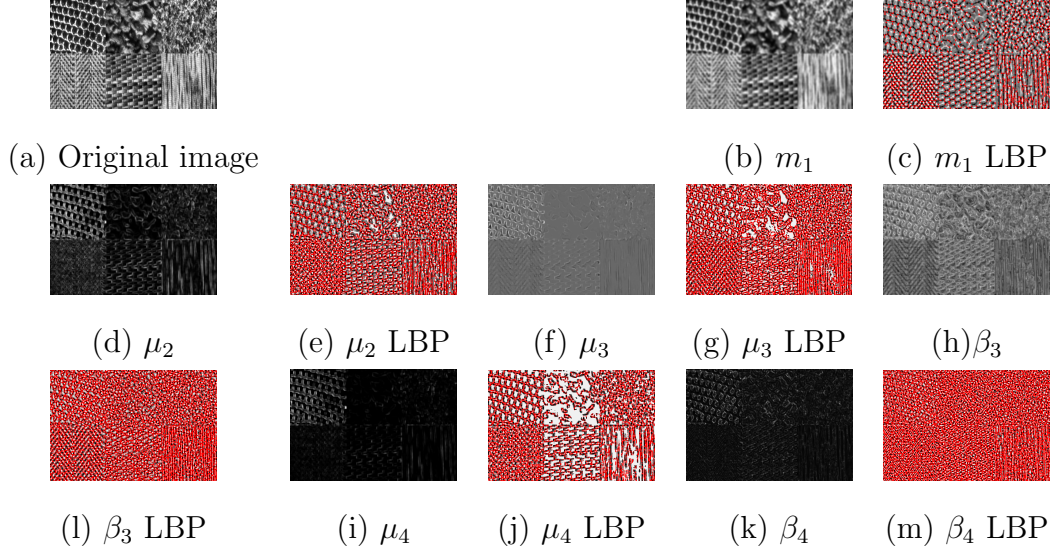 (a) Original image
(b) m₁
(c) m₁ LBP
(d) μ₂
(e) μ₂ LBP
(f) μ₃
(g) μ₃ LBP
(h)β₃
(l) β₃ LBP
(i) μ₄
(j) μ₄ LBP
(k) β₄
(m) β₄ LBP